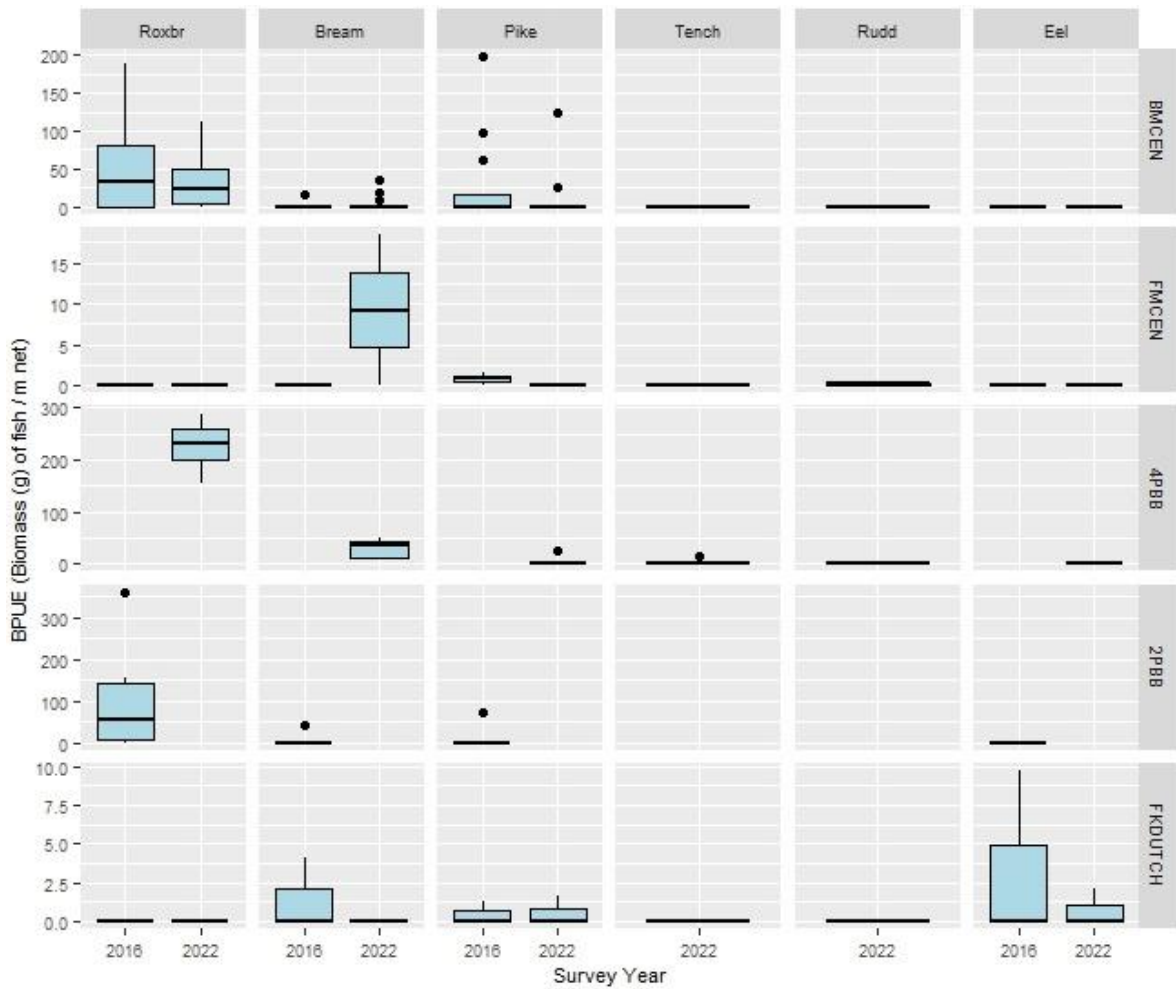 Roxbr Bream Pike Tench Rudd Eel
200
150
100
50
0
BMCEN
15
10
5
0
FMCEN
300
200
100
0
4PBB
300
200
100
0
2PBB
10.0
7.5
5.0
2.5
0.0
FKDUTCH
BPUE (Biomass (g) of fish / m net)
2016 2022 2016 2022 2016 2022 2022 2022 2016 2022
Survey Year